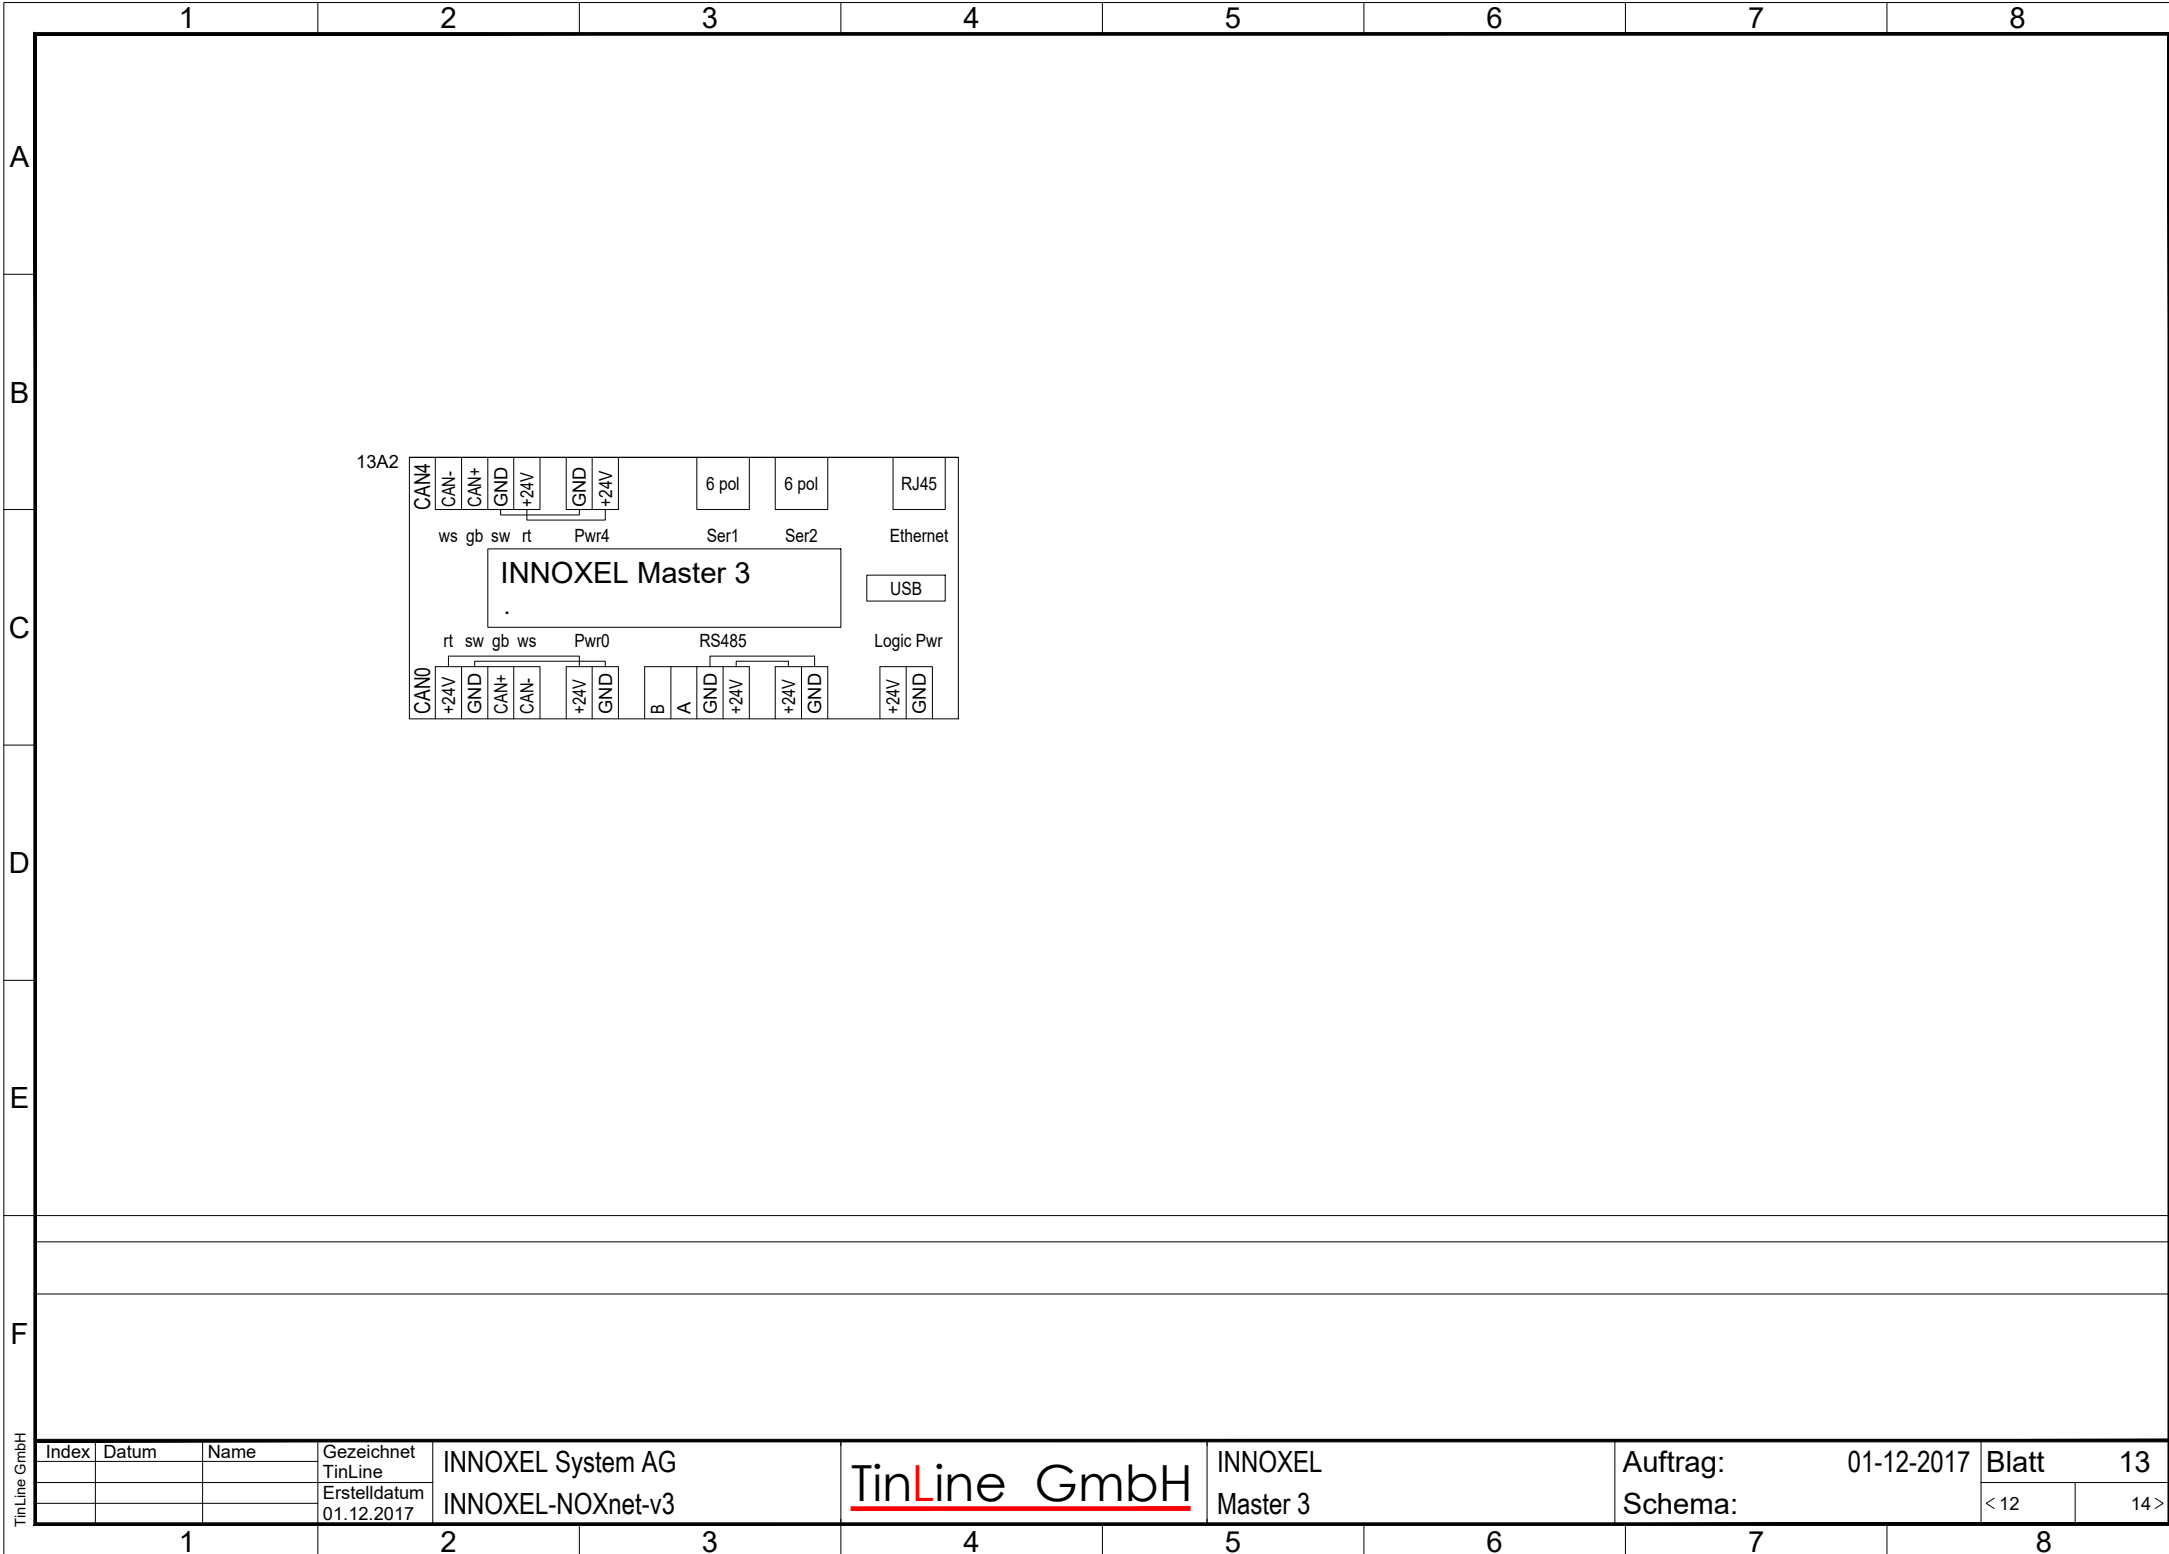 1 2 3 4 5 6 7 8
A
B
13A2
CAN4 CAN- CAN+ GND +24V GND +24V 6 pol 6 pol RJ45
ws gb sw rt Pwr4 Ser1 Ser2 Ethernet
INNOXEL Master 3
.
USB
C
rt sw gb ws Pwr0 RS485 Logic Pwr
CAN0 +24V GND CAN+ CAN- +24V GND B A GND +24V +24V GND +24V GND
D
E
F
TinLine GmbH
Index Datum Name
Gezeichnet
TinLine
Erstelldatum
01.12.2017
INNOXEL System AG
INNOXEL-NOXnet-v3
TinLine GmbH
INNOXEL
Master 3
Auftrag: 01-12-2017
Schema:
Blatt 13
< 12 14 >
1 2 3 4 5 6 7 8